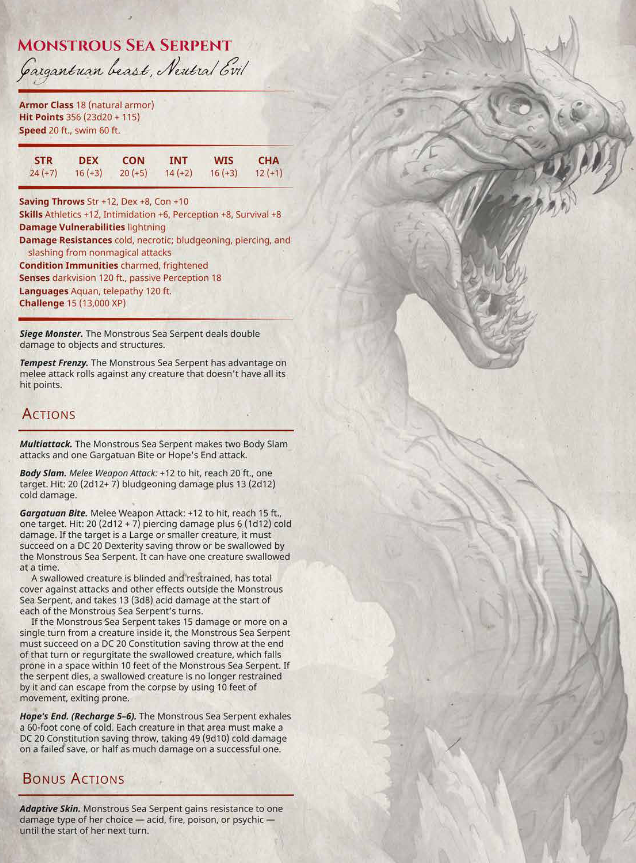 Monstrous Sea Serpent
Gargantuan beast, Neutral Evil
Armor Class 18 (natural armor)
Hit Points 356 (23d20 + 115)
Speed 20 ft., swim 60 ft.
STR DEX CON INT WIS CHA
24 (+7) 16 (+3) 20 (+5) 14 (+2) 16 (+3) 12 (+1)
Saving Throws Str +12, Dex +8, Con +10
Skills Athletics +12, Intimidation +6, Perception +8, Survival +8
Damage Vulnerabilities lightning
Damage Resistances cold, necrotic; bludgeoning, piercing, and
slashing from nonmagical attacks
Condition Immunities charmed, frightened
Senses darkvision 120 ft., passive Perception 18
Languages Aquan, telepathy 120 ft.
Challenge 15 (13,000 XP)
Siege Monster. The Monstrous Sea Serpent deals double
damage to objects and structures.
Tempest Frenzy. The Monstrous Sea Serpent has advantage on
melee attack rolls against any creature that doesn't have all its
hit points.
Actions
Multiattack. The Monstrous Sea Serpent makes two Body Slam
attacks and one Gargatuan Bite or Hope's End attack.
Body Slam. Melee Weapon Attack: +12 to hit, reach 20 ft., one
target. Hit: 20 (2d12+ 7) bludgeoning damage plus 13 (2d12)
cold damage.
Gargatuan Bite. Melee Weapon Attack: +12 to hit, reach 15 ft.,
one target. Hit: 20 (2d12 + 7) piercing damage plus 6 (1d12) cold
damage. If the target is a Large or smaller creature, it must
succeed on a DC 20 Dexterity saving throw or be swallowed by
the Monstrous Sea Serpent. It can have one creature swallowed
at a time.
A swallowed creature is blinded and restrained, has total
cover against attacks and other effects outside the Monstrous
Sea Serpent, and takes 13 (3d8) acid damage at the start of
each of the Monstrous Sea Serpent's turns.
If the Monstrous Sea Serpent takes 15 damage or more on a
single turn from a creature inside it, the Monstrous Sea Serpent
must succeed on a DC 20 Constitution saving throw at the end
of that turn or regurgitate the swallowed creature, which falls
prone in a space within 10 feet of the Monstrous Sea Serpent. If
the serpent dies, a swallowed creature is no longer restrained
by it and can escape from the corpse by using 10 feet of
movement, exiting prone.
Hope's End. (Recharge 5–6). The Monstrous Sea Serpent exhales
a 60-foot cone of cold. Each creature in that area must make a
DC 20 Constitution saving throw, taking 49 (9d10) cold damage
on a failed save, or half as much damage on a successful one.
Bonus Actions
Adaptive Skin. Monstrous Sea Serpent gains resistance to one
damage type of her choice — acid, fire, poison, or psychic —
until the start of her next turn.